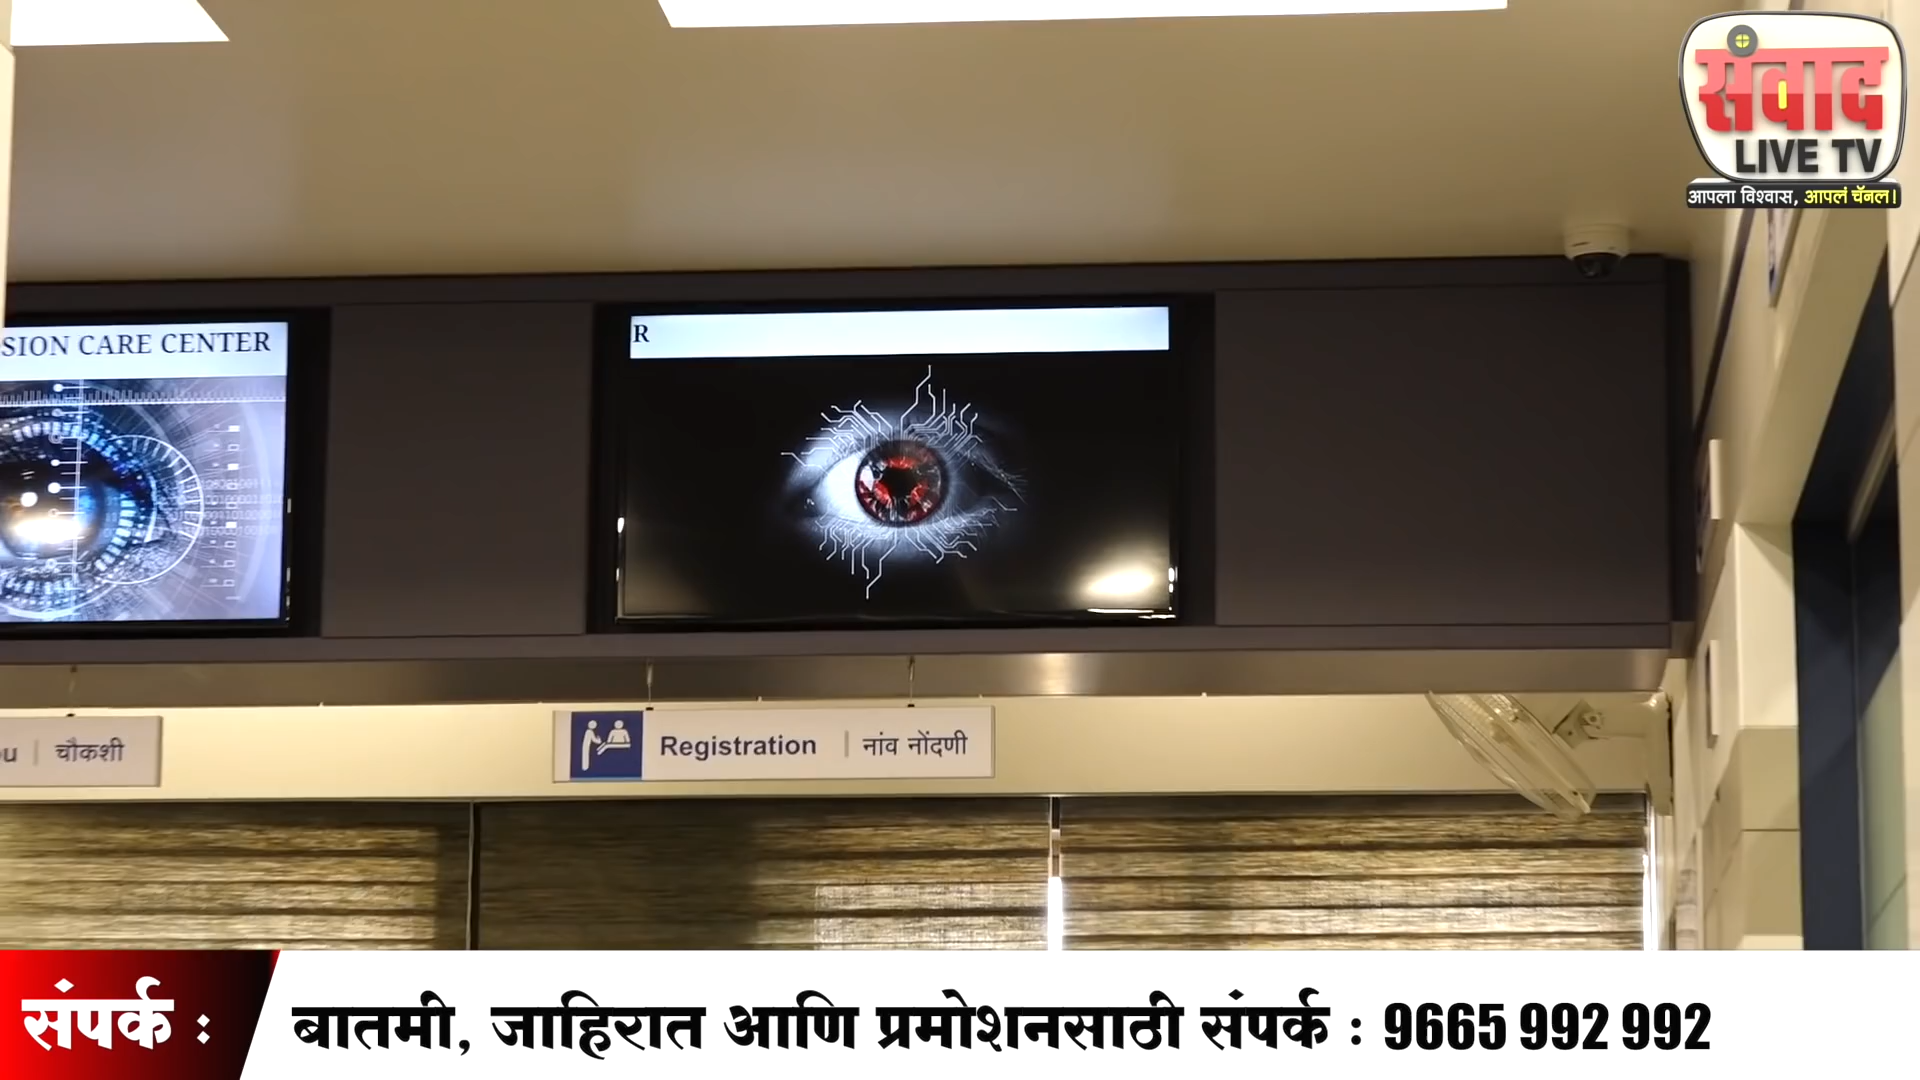 संवाद
LIVE TV
आपला विश्वास, आपलं चॅनल!
SION CARE CENTER
R
चौकशी
Registration | नांव नोंदणी
संपर्क :
बातमी, जाहिरात आणि प्रमोशनसाठी संपर्क : 9665 992 992